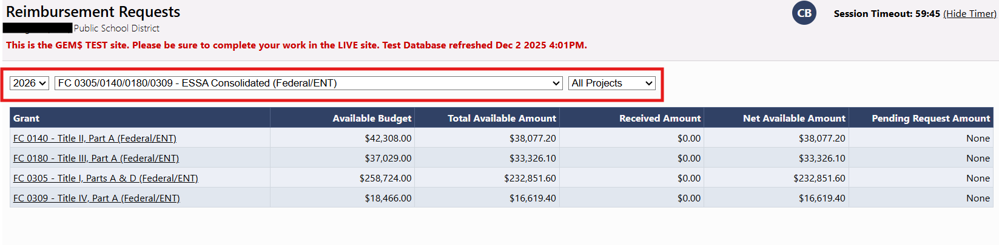 Reimbursement Requests
CB
Session Timeout: 59:45 (Hide Timer)
Public School District
This is the GEM$ TEST site. Please be sure to complete your work in the LIVE site. Test Database refreshed Dec 2 2025 4:01PM.
2026 FC 0305/0140/0180/0309 - ESSA Consolidated (Federal/ENT) All Projects
Grant Available Budget Total Available Amount Received Amount Net Available Amount Pending Request Amount
FC 0140 - Title II, Part A (Federal/ENT) $42,308.00 $38,077.20 $0.00 $38,077.20 None
FC 0180 - Title III, Part A (Federal/ENT) $37,029.00 $33,326.10 $0.00 $33,326.10 None
FC 0305 - Title I, Parts A & D (Federal/ENT) $258,724.00 $232,851.60 $0.00 $232,851.60 None
FC 0309 - Title IV, Part A (Federal/ENT) $18,466.00 $16,619.40 $0.00 $16,619.40 None